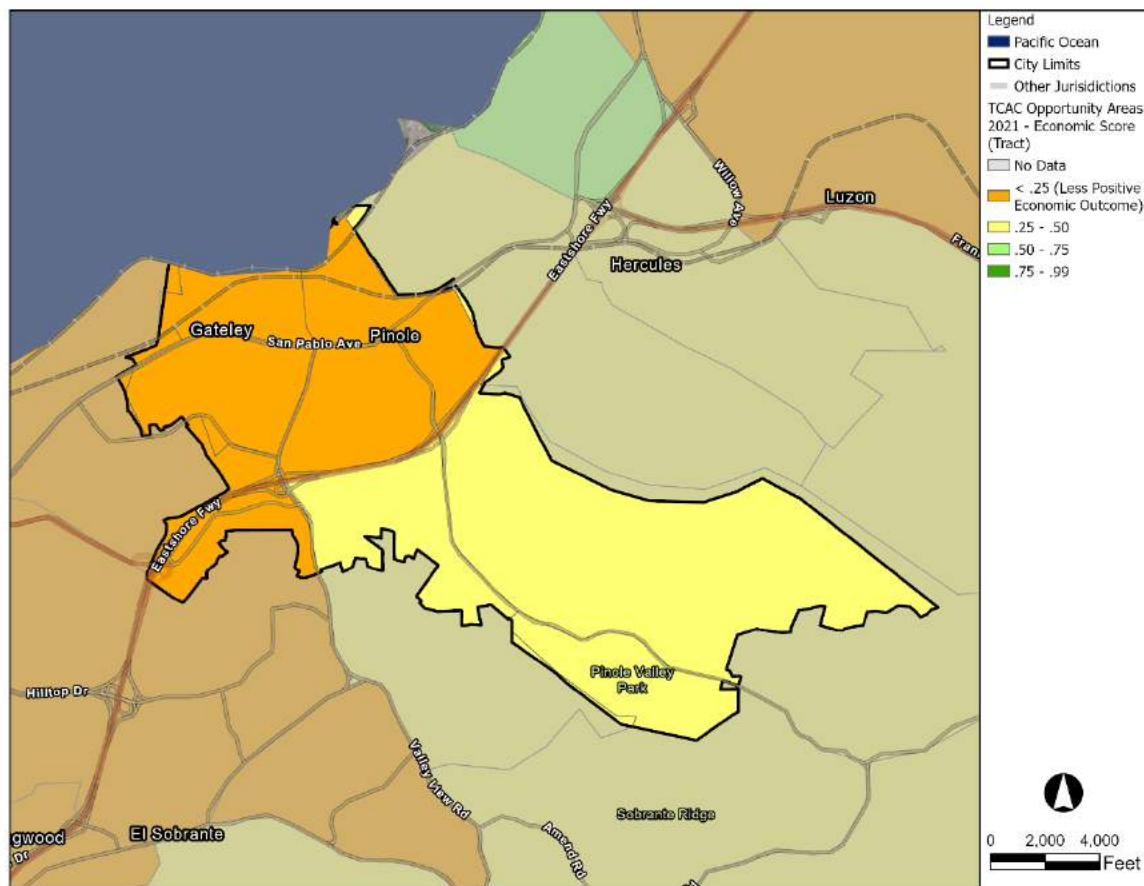 Legend
Pacific Ocean
City Limits
Other Jurisidictions
TCAC Opportunity Areas
2021 - Economic Score
(Tract)
No Data
< .25 (Less Positive
Economic Outcome)
.25 - .50
.50 - .75
.75 - .99
Willow Ave
Luzon
Eastshore Fwy
Hercules
Fran
Gateley
San Pablo Ave
Pinole
Eastshore Fwy
Pinole Valley
Park
Hilltop Dr
Valley View Rd
Sobrante Ridge
gwood
El Sobrante
Dr
Amend Rd
0 2,000 4,000
Feet